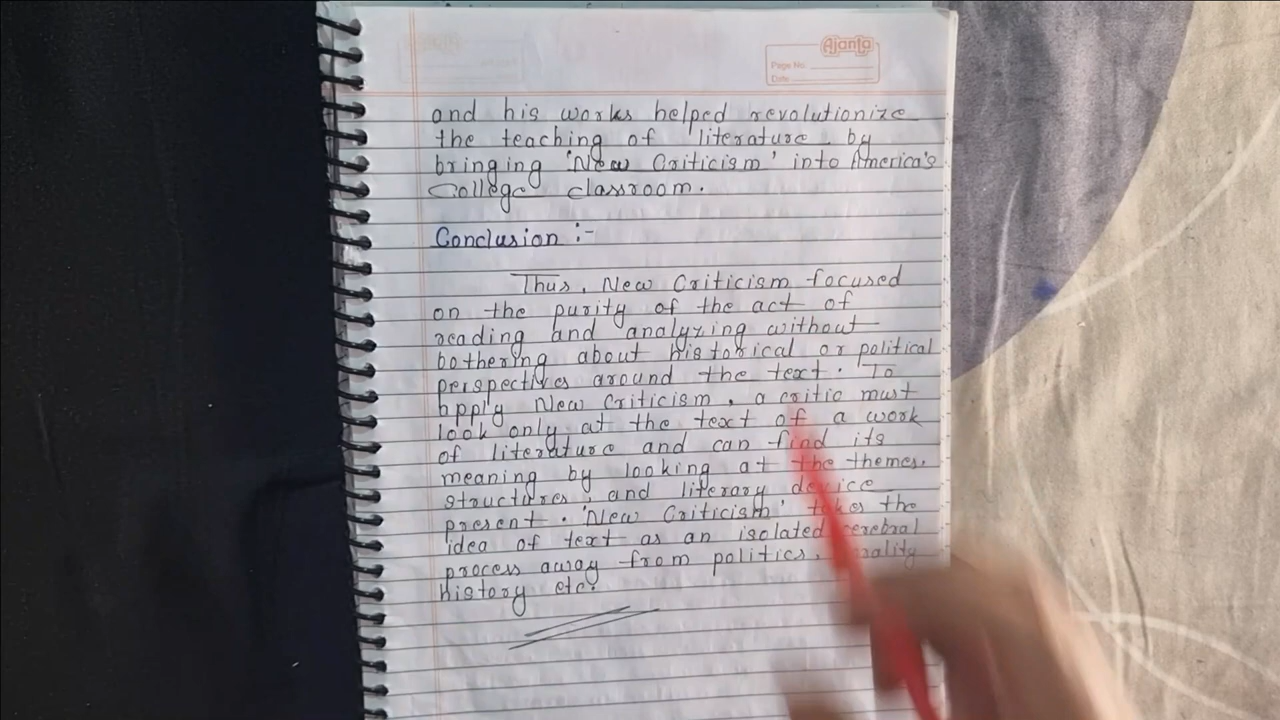 Ajanta
Page No.
Date
and his works helped revolutionize
the teaching of literature by
bringing 'New Criticism' into America's
College classroom.
Conclusion :-
Thus, New Criticism focused
on the purity of the act of
reading and analyzing without
bothering about historical or political
perspectives around the text. To
apply New Criticism, a critic must
look only at the text of a work
of literature and can find its
meaning by looking at the themes,
structures, and literary device
present. 'New Criticism' takes the
idea of text as an isolated cerebral
process away from politics,
history etc.